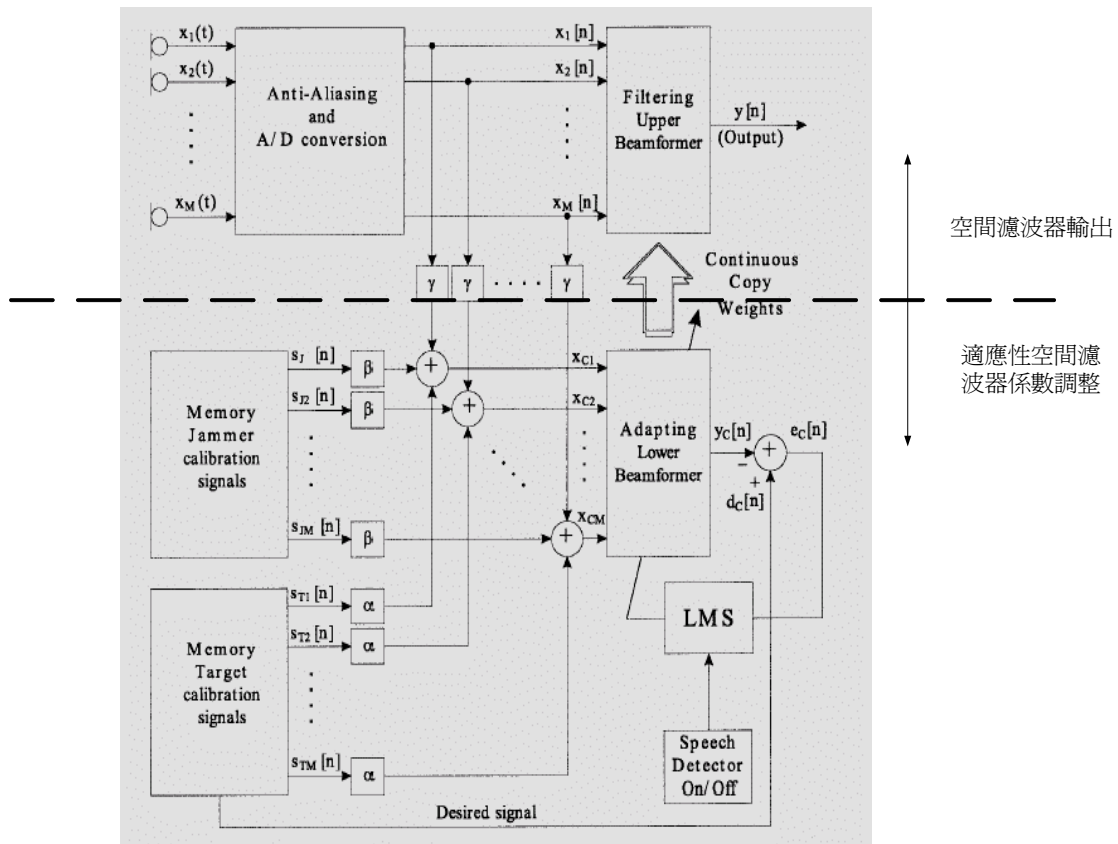 x₁(t)
x₂(t)
x_M(t)
Anti-Aliasing
and
A/D conversion
x₁[n]
x₂[n]
x_M[n]
Filtering
Upper
Beamformer
y[n]
(Output)
空間濾波器輸出
γ
γ
γ
Continuous
Copy
Weights
適應性空間濾
波器係數調整
Memory
Jammer
calibration
signals
s_J [n]
s_J2 [n]
s_JM [n]
β
β
β
+
+
+
x_C1
x_C2
x_CM
Adapting
Lower
Beamformer
y_C[n]
e_C[n]
+
−
+
d_C[n]
Memory
Target
calibration
signals
s_T1 [n]
s_T2 [n]
s_TM [n]
α
α
α
LMS
Speech
Detector
On/Off
Desired signal